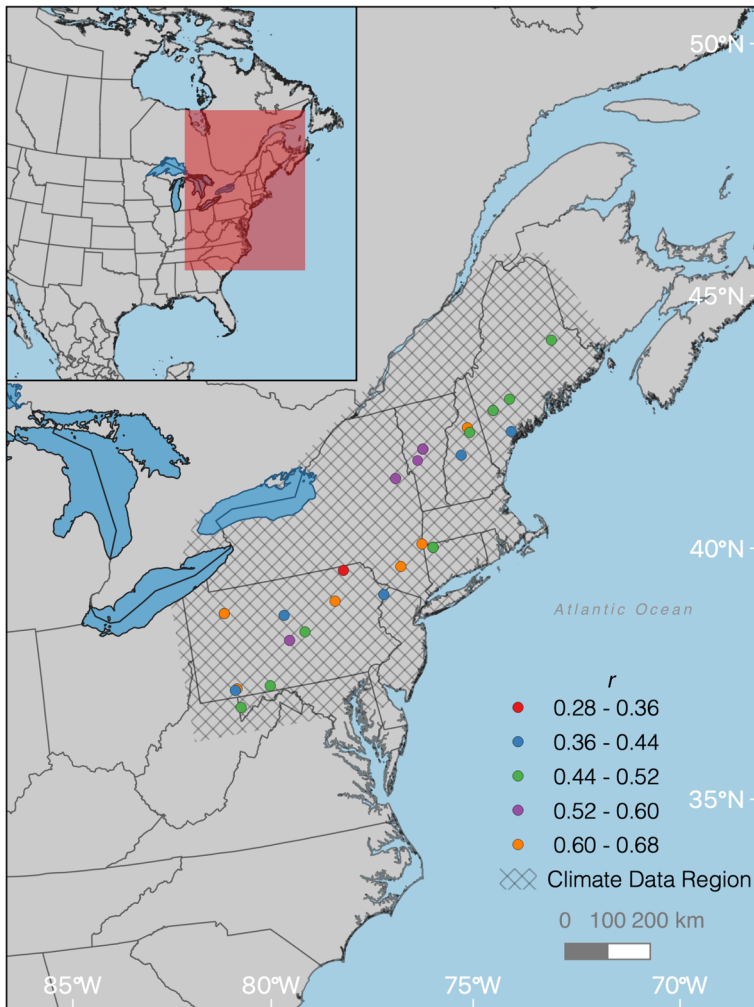 50°N
45°N
40°N
Atlantic Ocean
r
0.28 - 0.36
0.36 - 0.44
0.44 - 0.52
35°N
0.52 - 0.60
0.60 - 0.68
Climate Data Region
0 100 200 km
85°W 80°W 75°W 70°W